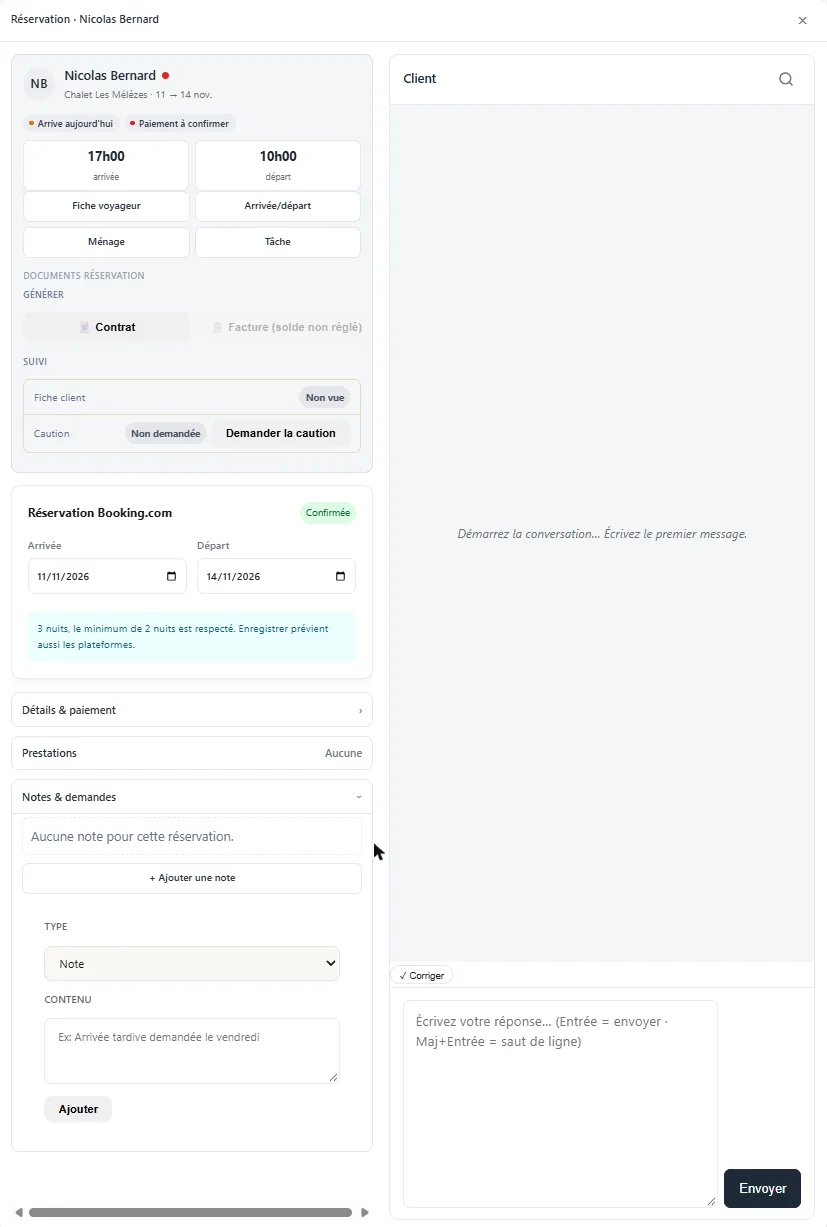 Réservation · Nicolas Bernard
×
NB
Nicolas Bernard
Chalet Les Mélèzes · 11 → 14 nov.
Arrive aujourd'hui
Paiement à confirmer
17h00
arrivée
10h00
départ
Fiche voyageur
Arrivée/départ
Ménage
Tâche
DOCUMENTS RÉSERVATION
GÉNÉRER
Contrat
Facture (solde non réglé)
SUIVI
Fiche client
Non vue
Caution
Non demandée
Demander la caution
Réservation Booking.com
Confirmée
Arrivée
Départ
11/11/2026
14/11/2026
3 nuits, le minimum de 2 nuits est respecté. Enregistrer prévient
aussi les plateformes.
Détails & paiement
Prestations
Aucune
Notes & demandes
Aucune note pour cette réservation.
+ Ajouter une note
TYPE
Note
CONTENU
Ex: Arrivée tardive demandée le vendredi
Ajouter
Client
Démarrez la conversation... Écrivez le premier message.
✓ Corriger
Écrivez votre réponse... (Entrée = envoyer ·
Maj+Entrée = saut de ligne)
Envoyer